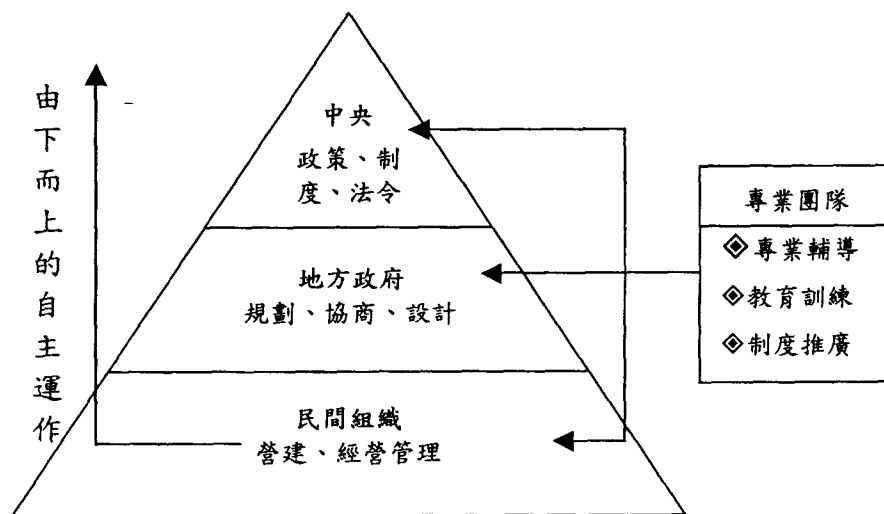 由下而上的自主運作
中央
政策、制
度、法令
地方政府
規劃、協商、設計
民間組織
營建、經營管理
專業團隊
專業輔導
教育訓練
制度推廣